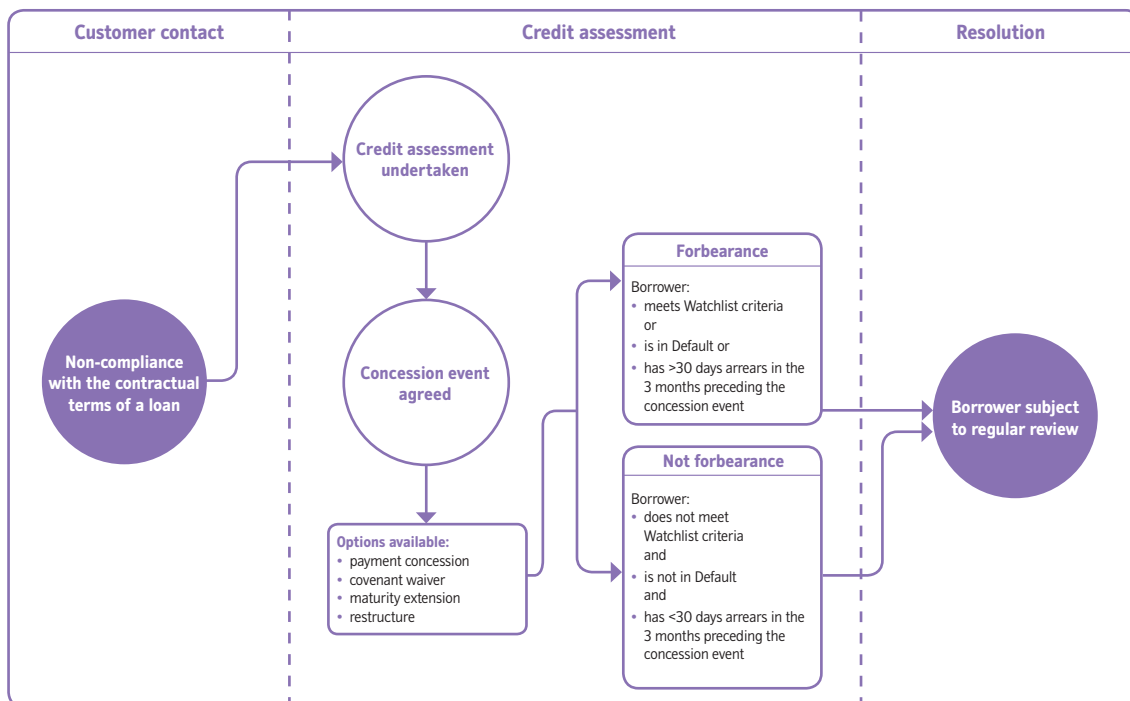 Customer contact
Credit assessment
Resolution
Credit assessment
undertaken
Non-compliance
with the contractual
terms of a loan
Concession event
agreed
Options available:
• payment concession
• covenant waiver
• maturity extension
• restructure
Forbearance
Borrower:
• meets Watchlist criteria
or
• is in Default or
• has >30 days arrears in the
3 months preceding the
concession event
Not forbearance
Borrower:
• does not meet
Watchlist criteria
and
• is not in Default
and
• has <30 days arrears in the
3 months preceding the
concession event
Borrower subject
to regular review